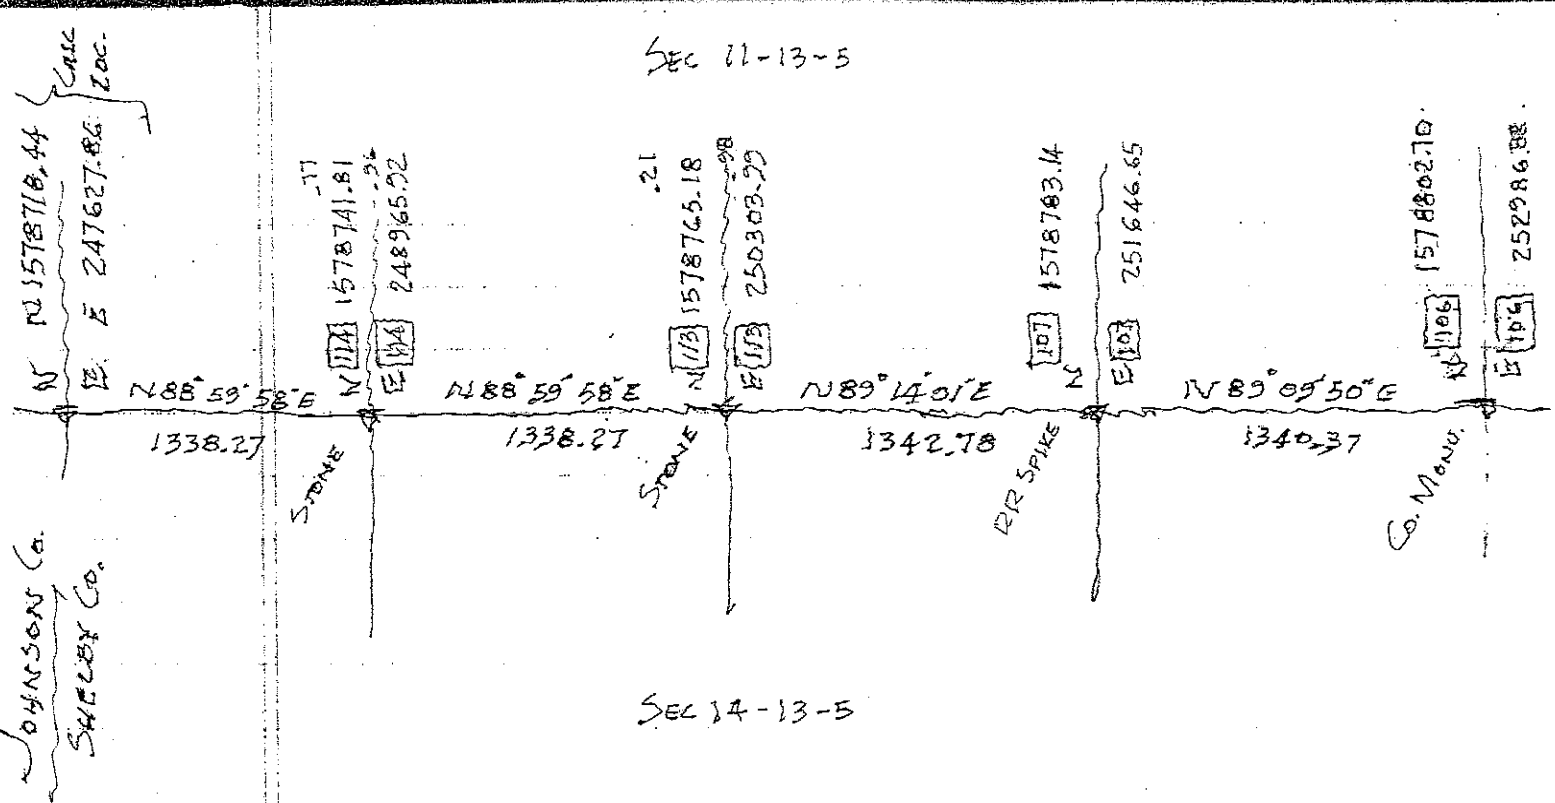 SEC 11-13-5
N N 1578718.44
E E 247627.86
CALC
LOC.
.77
N 114 1578741.81
.96
E 114 248965.92
.21
N 113 1578765.18
.98
E 113 250303.99
N 107 1578783.14
E 107 251646.65
N 106 1578802.70
E 106 252986.88
N88°59'58"E
N88°59'58"E
N89°14'01"E
N89°09'50"E
1338.27
1338.27
1342.78
1340.37
STONE
STONE
RR SPIKE
CO. MONU.
JOHNSON CO.
SHELBY CO.
SEC 14-13-5